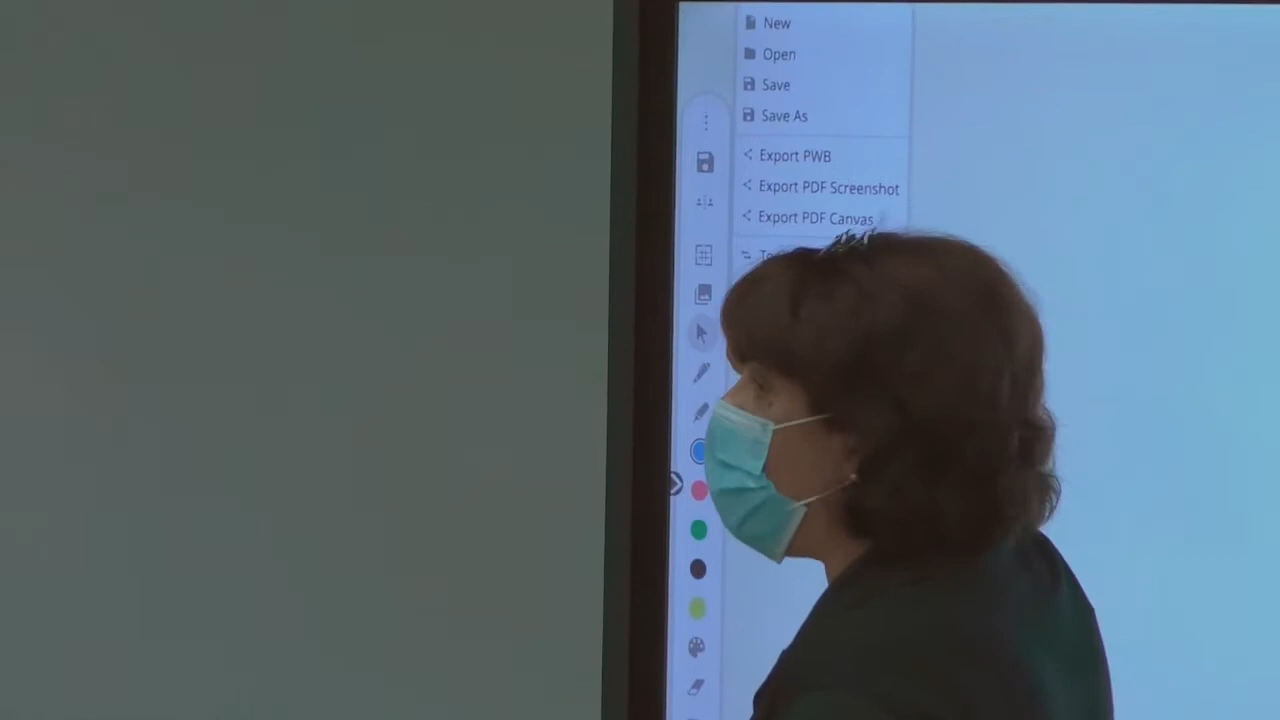 New
Open
Save
Save As
Export PWB
Export PDF Screenshot
Export PDF Canvas